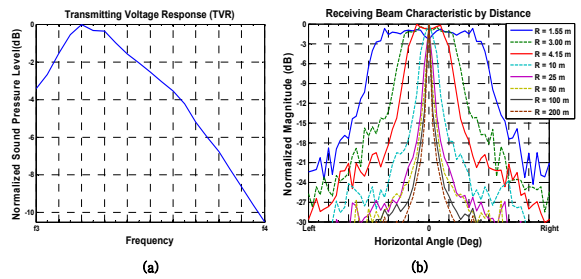 Transmitting Voltage Response (TVR)
Normalized Sound Pressure Level(dB)
0
-2
-4
-6
-8
-10
f3
f4
Frequency
(a)
Receiving Beam Characteristic by Distance
Normalized Magnitude (dB)
0
-3
-6
-9
-12
-15
-18
-21
-24
-27
-30
Left
0
Right
Horizontal Angle (Deg)
R = 1.55 m
R = 3.00 m
R = 4.15 m
R = 10 m
R = 25 m
R = 50 m
R = 100 m
R = 200 m
(b)